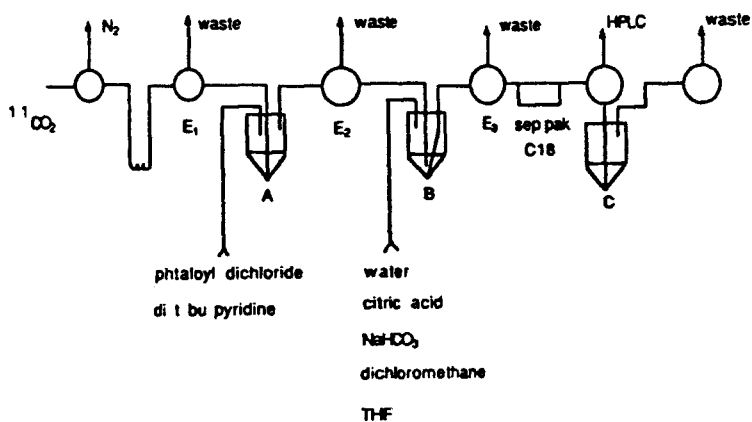 N2
waste
waste
waste
HPLC
waste
11CO2
E1
E2
E3
sep pak
C18
A
B
C
phtaloyl dichloride
di t bu pyridine
water
citric acid
NaHCO3
dichloromethane
THF